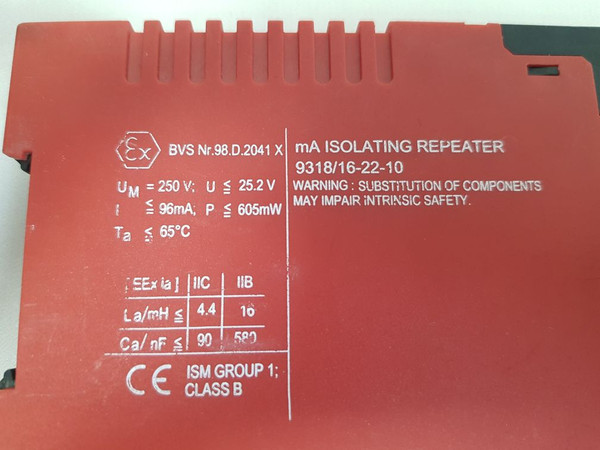 εx BVS Nr.98.D.2041 X
U_M = 250 V; U ≤ 25.2 V
I ≤ 96mA; P ≤ 605mW
Ta ≤ 65°C
[EEx ia] IIC IIB
La/mH ≤ 4.4 16
Ca/nF ≤ 90 580
CE ISM GROUP 1;
CLASS B
mA ISOLATING REPEATER
9318/16-22-10
WARNING : SUBSTITUTION OF COMPONENTS
MAY IMPAIR INTRINSIC SAFETY.